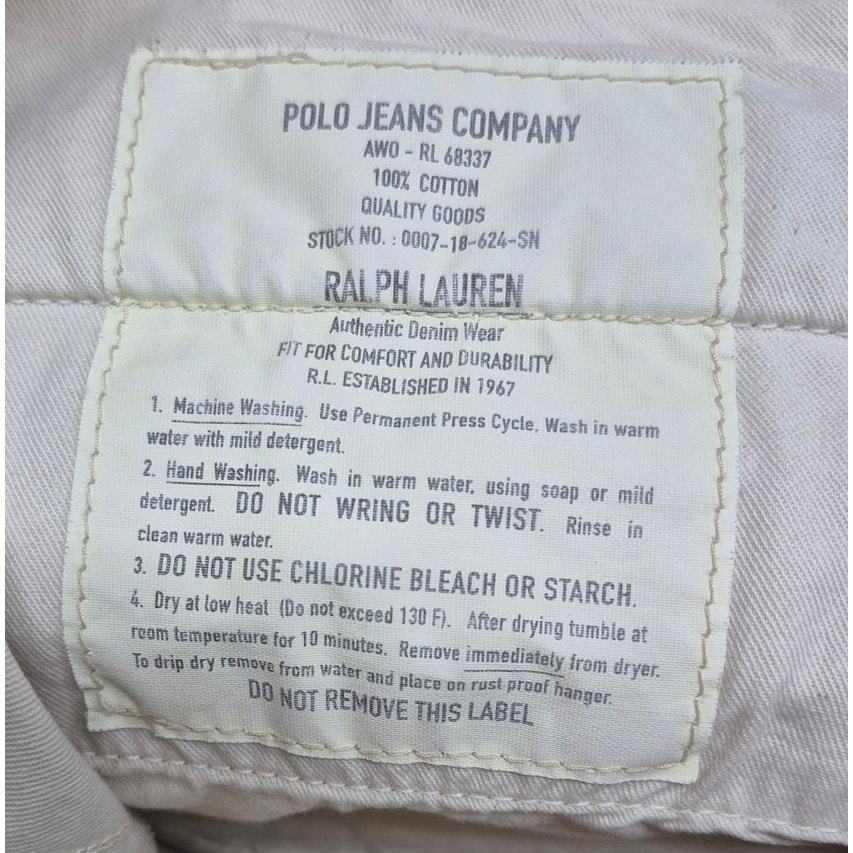 POLO JEANS COMPANY
AWO - RL 68337
100% COTTON
QUALITY GOODS
STOCK NO. : 0007-18-624-SN
RALPH LAUREN
Authentic Denim Wear
FIT FOR COMFORT AND DURABILITY
R.L. ESTABLISHED IN 1967
1. Machine Washing. Use Permanent Press Cycle, Wash in warm
water with mild detergent.
2. Hand Washing. Wash in warm water, using soap or mild
detergent. DO NOT WRING OR TWIST. Rinse in
clean warm water.
3. DO NOT USE CHLORINE BLEACH OR STARCH.
4. Dry at low heat (Do not exceed 130 F). After drying tumble at
room temperature for 10 minutes. Remove immediately from dryer.
To drip dry remove from water and place on rust proof hanger.
DO NOT REMOVE THIS LABEL